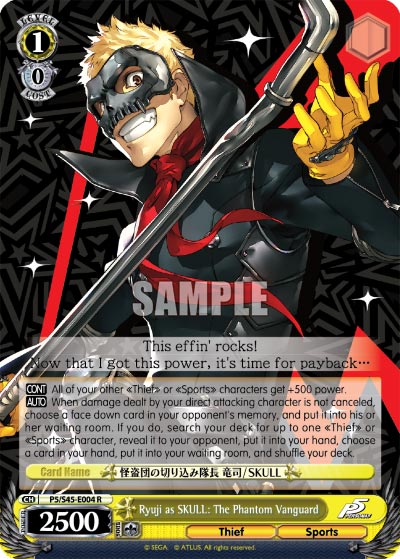 LEVEL
1
0
COST
SAMPLE
This effin' rocks!
Now that I got this power, it's time for payback…
CONT All of your other «Thief» or «Sports» characters get +500 power.
AUTO When damage dealt by your direct attacking character is not canceled,
choose a face down card in your opponent's memory, and put it into his or
her waiting room. If you do, search your deck for up to one «Thief» or
«Sports» character, reveal it to your opponent, put it into your hand, choose
a card in your hand, put it into your waiting room, and shuffle your deck.
Card Name 怪盗団の切り込み隊長 竜司/SKULL
CH P5/S45-E004 R
Ryuji as SKULL: The Phantom Vanguard
P5
PERSONA5
POWER 2500
Thief Sports
© SEGA. © ATLUS. All rights reserved.